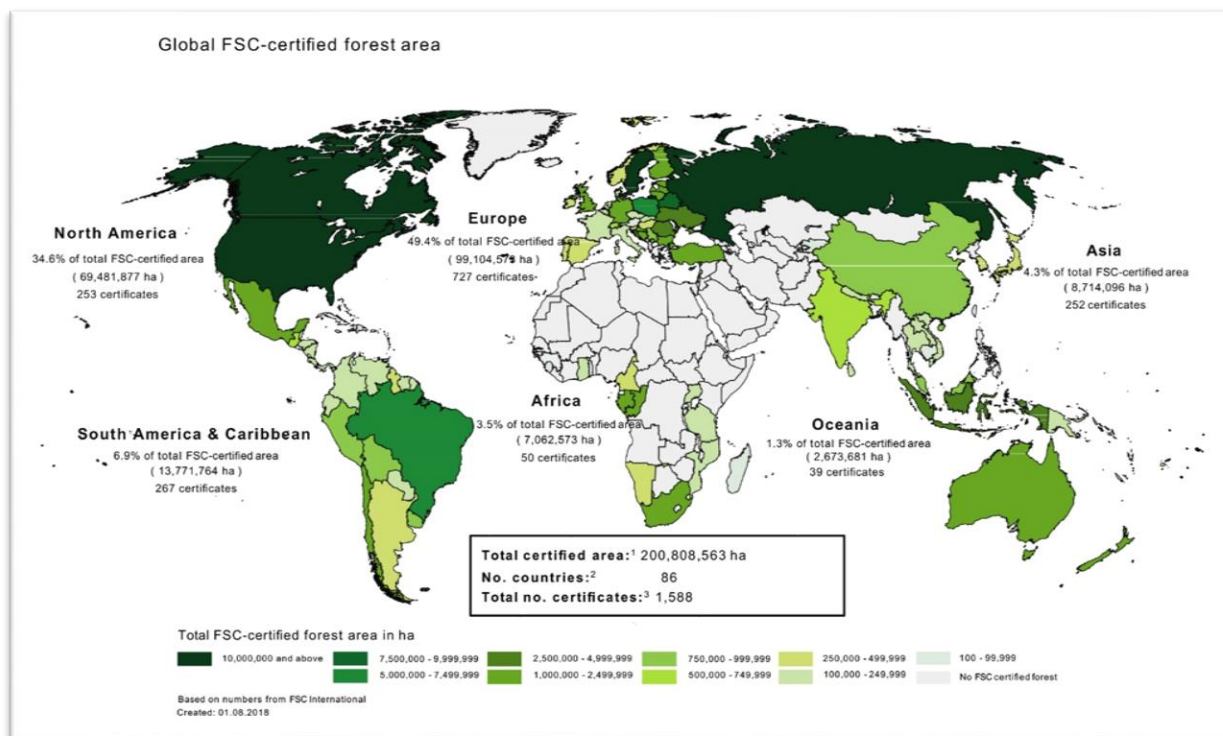 Global FSC-certified forest area
North America
34.6% of total FSC-certified area
( 69,481,877 ha )
253 certificates
Europe
49.4% of total FSC-certified area
( 99,104,573 ha )
727 certificates
Asia
4.3% of total FSC-certified area
( 8,714,096 ha )
252 certificates
South America & Caribbean
6.9% of total FSC-certified area
( 13,771,764 ha )
267 certificates
Africa
3.5% of total FSC-certified area
( 7,062,573 ha )
50 certificates
Oceania
1.3% of total FSC-certified area
( 2,673,681 ha )
39 certificates
Total certified area:¹ 200,808,563 ha
No. countries:² 86
Total no. certificates:³ 1,588
Total FSC-certified forest area in ha
10,000,000 and above
7,500,000 - 9,999,999
2,500,000 - 4,999,999
750,000 - 999,999
250,000 - 499,999
100 - 99,999
5,000,000 - 7,499,999
1,000,000 - 2,499,999
500,000 - 749,999
100,000 - 249,999
No FSC certified forest
Based on numbers from FSC International
Created: 01.08.2018